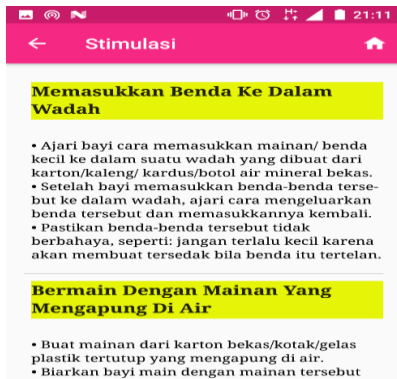 21:11
Stimulasi
Memasukkan Benda Ke Dalam
Wadah
• Ajari bayi cara memasukkan mainan/ benda
kecil ke dalam suatu wadah yang dibuat dari
karton/kaleng/ kardus/botol air mineral bekas.
• Setelah bayi memasukkan benda-benda terse-
but ke dalam wadah, ajari cara mengeluarkan
benda tersebut dan memasukkannya kembali.
• Pastikan benda-benda tersebut tidak
berbahaya, seperti: jangan terlalu kecil karena
akan membuat tersedak bila benda itu tertelan.
Bermain Dengan Mainan Yang
Mengapung Di Air
• Buat mainan dari karton bekas/kotak/gelas
plastik tertutup yang mengapung di air.
• Biarkan bayi main dengan mainan tersebut